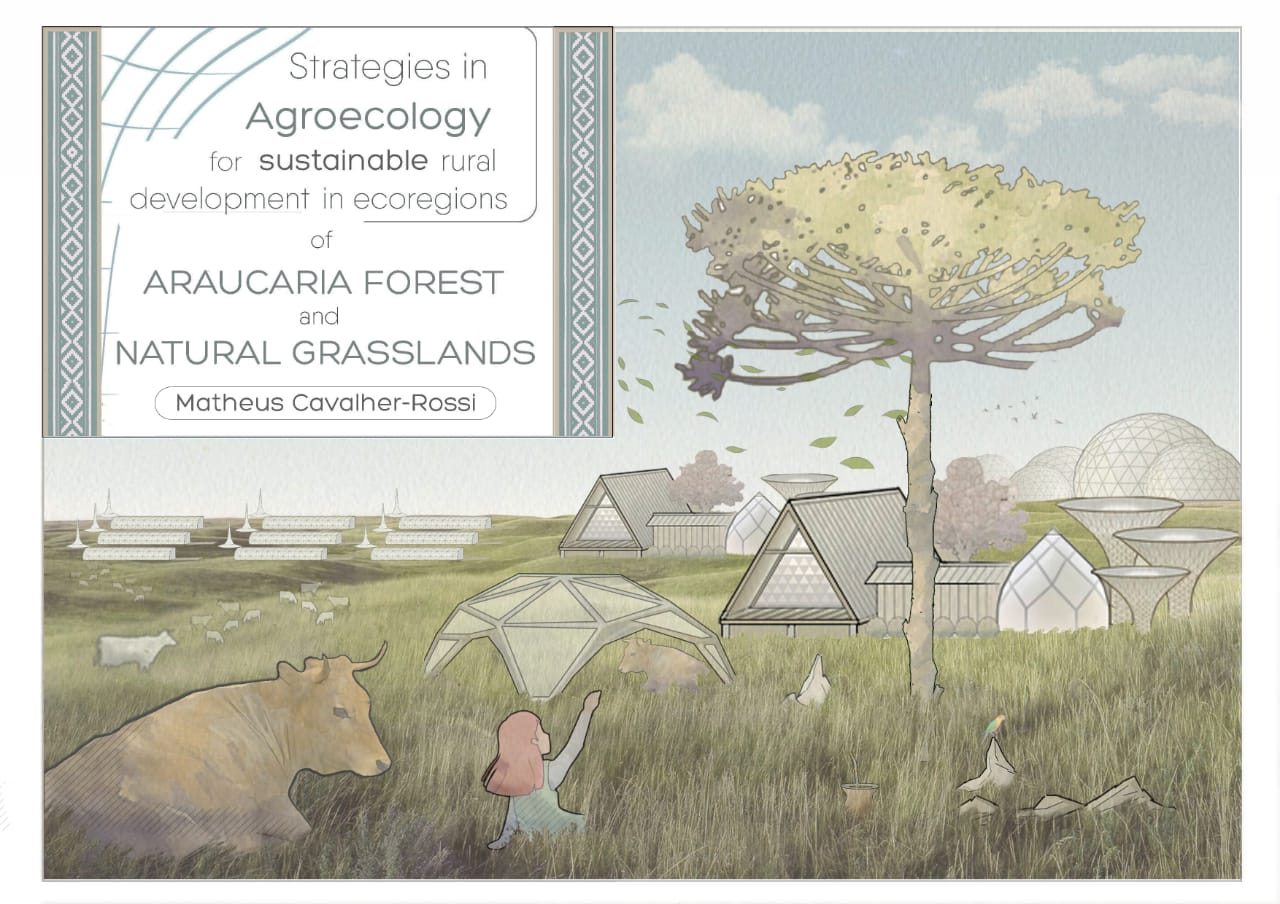 Strategies in
Agroecology
for sustainable rural
development in ecoregions
of
ARAUCARIA FOREST
and
NATURAL GRASSLANDS
Matheus Cavalher-Rossi